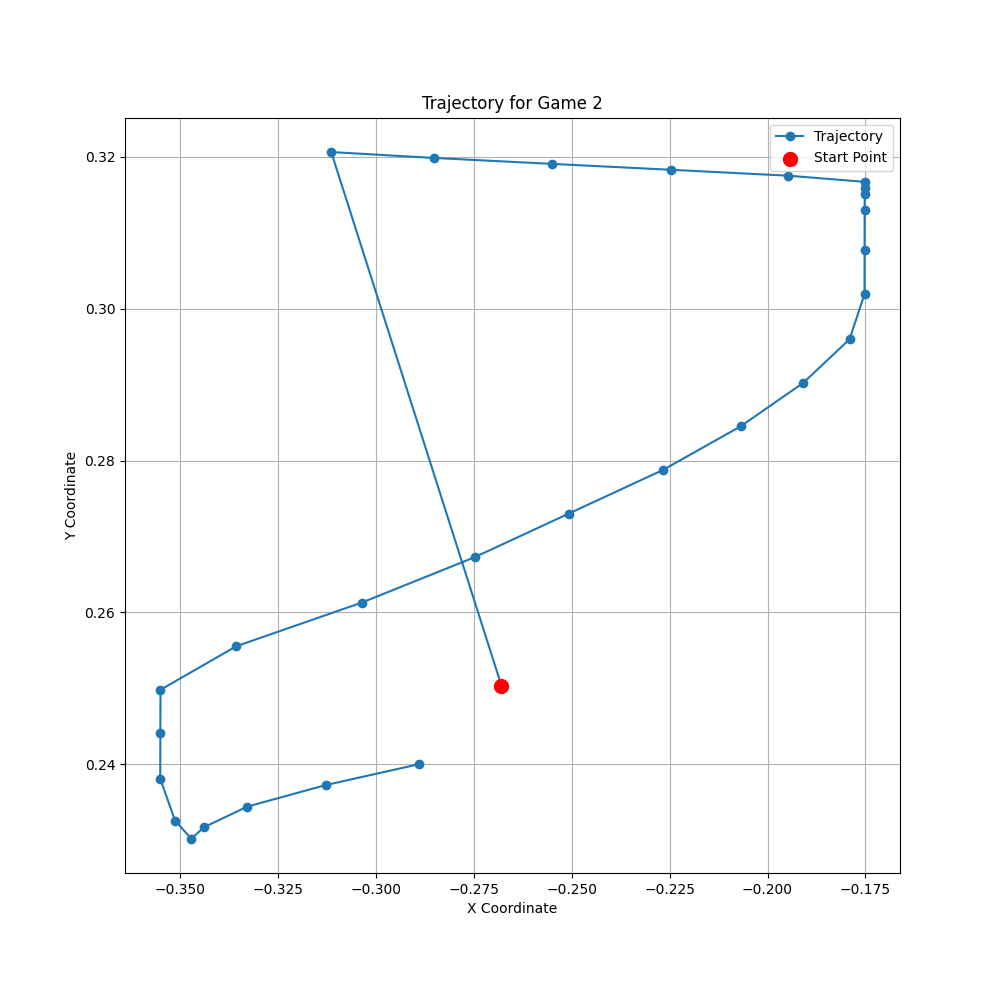 Trajectory for Game 2
Trajectory
Start Point
0.32
0.30
0.28
0.26
0.24
Y Coordinate
−0.350
−0.325
−0.300
−0.275
−0.250
−0.225
−0.200
−0.175
X Coordinate